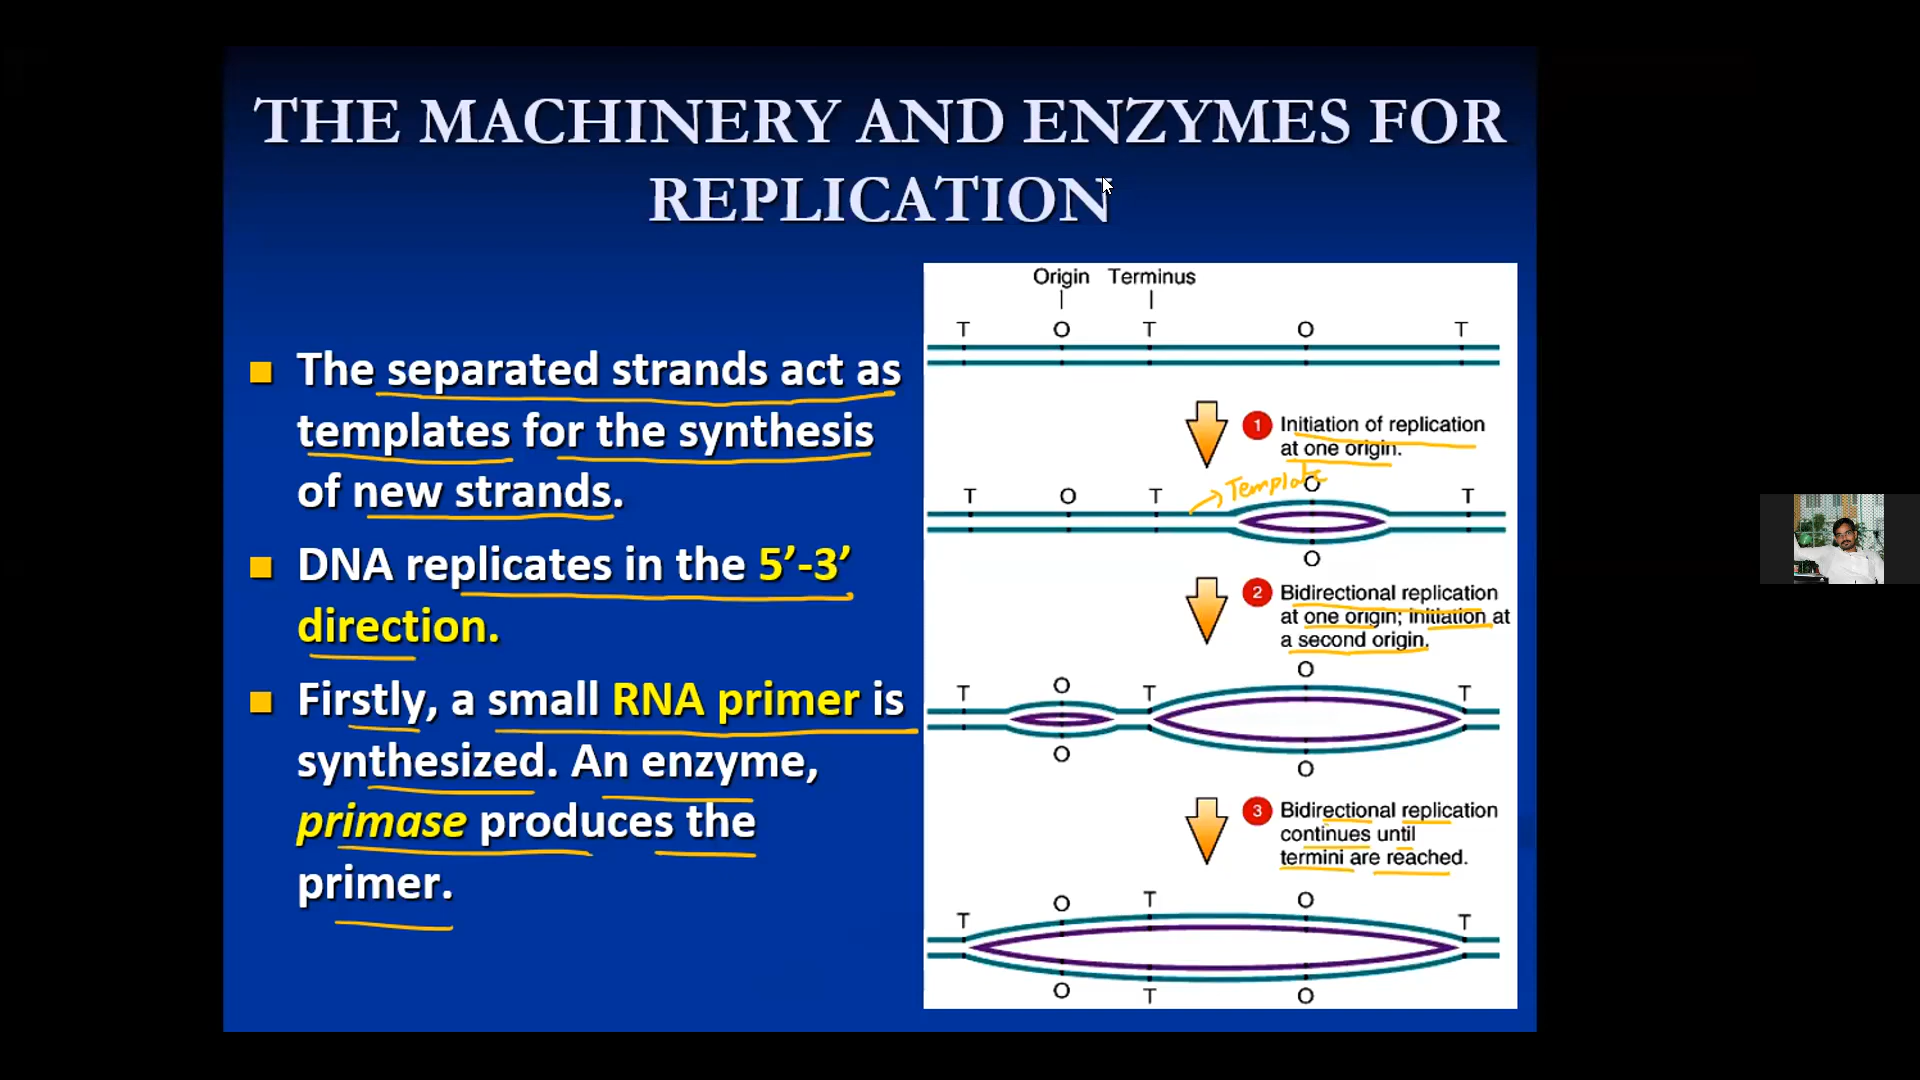 THE MACHINERY AND ENZYMES FOR
REPLICATION
The separated strands act as
templates for the synthesis
of new strands.
DNA replicates in the 5’-3’
direction.
Firstly, a small RNA primer is
synthesized. An enzyme,
primase produces the
primer.
Origin Terminus
T O T O T
1 Initiation of replication
at one origin.
Template
T O T O T
O
2 Bidirectional replication
at one origin; initiation at
a second origin.
T O T O T
O O
3 Bidirectional replication
continues until
termini are reached.
T O T O T
O T O